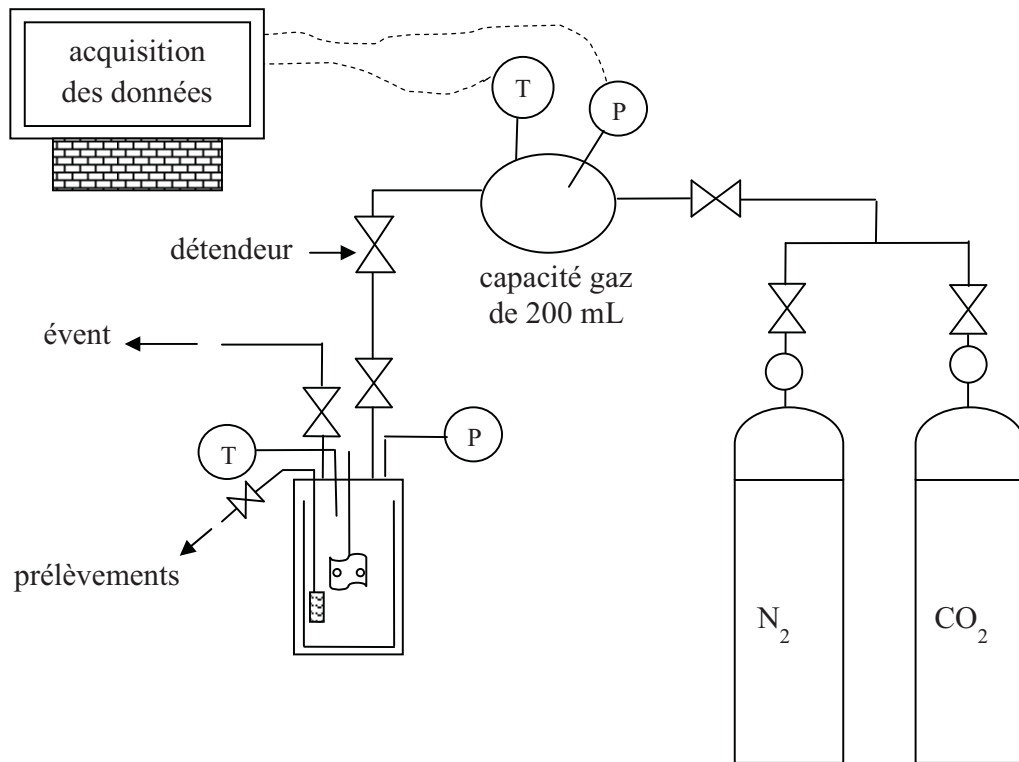 acquisition
des données
T
P
détendeur
capacité gaz
de 200 mL
évent
T
P
prélèvements
N2
CO2